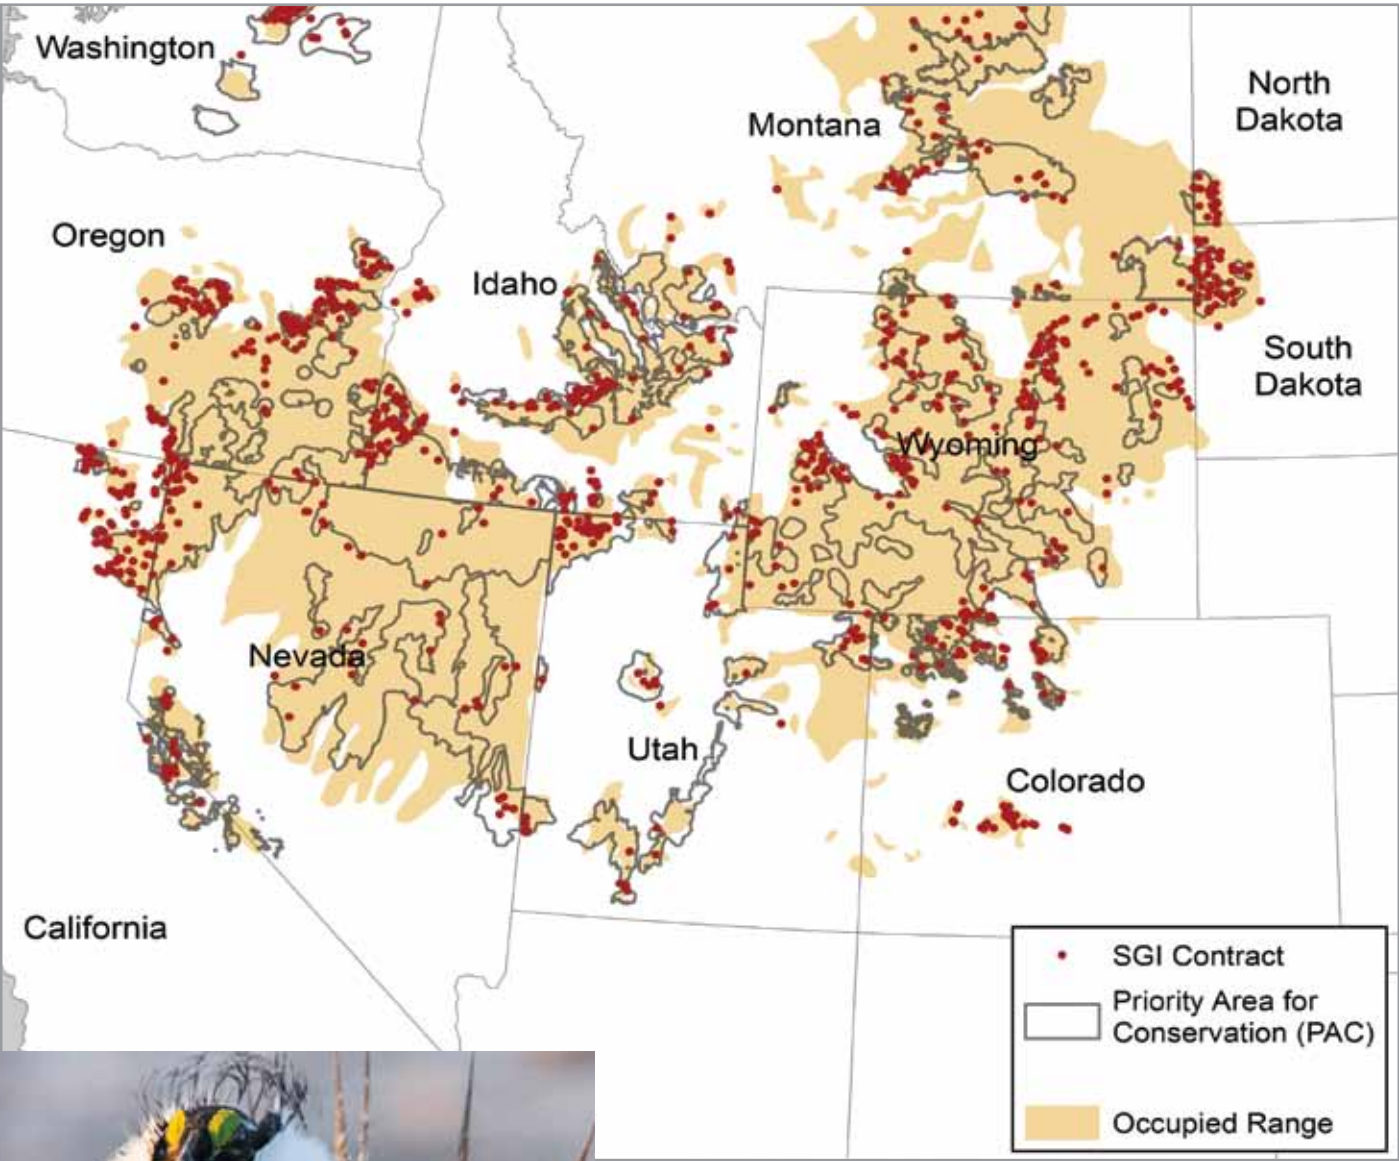 Washington
North
Dakota
Montana
Oregon
Idaho
South
Dakota
Wyoming
Nevada
Utah
Colorado
California
SGI Contract
Priority Area for
Conservation (PAC)
Occupied Range